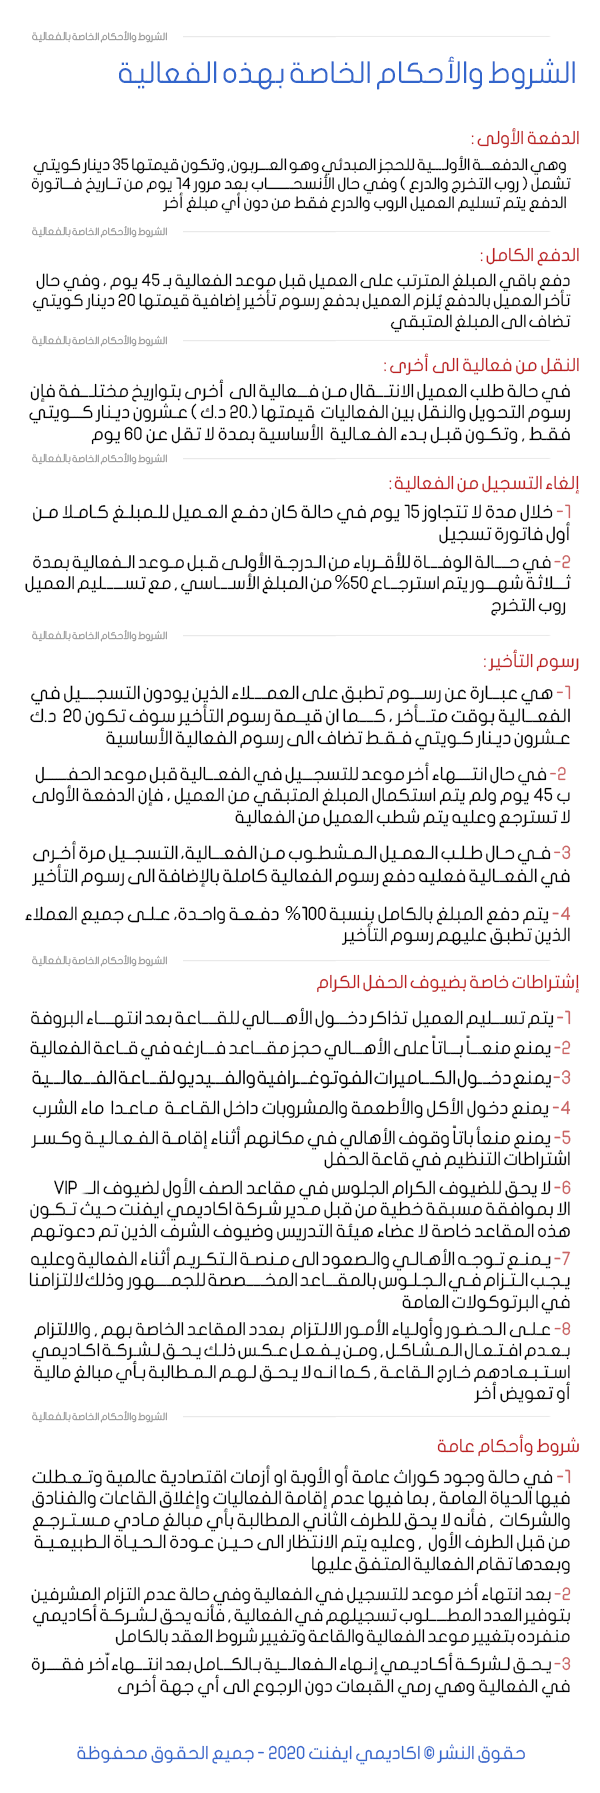 الشروط والأحكام الخاصة بالفعالية
الشروط والأحكام الخاصة بهذه الفعالية
الدفعة الأولى :
وهي الدفعة الأولية للحجز المبدئي وهو العربون, وتكون قيمتها 35 دينار كويتي
تشمل ( روب التخرج والدرع ) وفي حال الأنسحاب بعد مرور 14 يوم من تاريخ فاتورة
الدفع يتم تسليم العميل الروب والدرع فقط من دون أي مبلغ أخر
الشروط والأحكام الخاصة بالفعالية
الدفع الكامل :
دفع باقي المبلغ المترتب على العميل قبل موعد الفعالية بـ 45 يوم ، وفي حال
تأخر العميل بالدفع يُلزم العميل بدفع رسوم تأخير إضافية قيمتها 20 دينار كويتي
تضاف الى المبلغ المتبقي
الشروط والأحكام الخاصة بالفعالية
النقل من فعالية الى أخرى :
في حالة طلب العميل الانتقال من فعالية الى أخرى بتواريخ مختلفة فإن
رسوم التحويل والنقل بين الفعاليات قيمتها (.20 د.ك ) عشرون دينار كويتي
فقط , وتكون قبل بدء الفعالية الأساسية بمدة لا تقل عن 60 يوم
الشروط والأحكام الخاصة بالفعالية
إلغاء التسجيل من الفعالية :
1- خلال مدة لا تتجاوز 15 يوم في حالة كان دفع العميل للمبلغ كاملا من
أول فاتورة تسجيل
2- في حالة الوفاة للأقرباء من الدرجة الأولى قبل موعد الفعالية بمدة
ثلاثة شهور يتم استرجاع 50% من المبلغ الأساسي , مع تسليم العميل
روب التخرج
الشروط والأحكام الخاصة بالفعالية
رسوم التأخير :
1- هي عبارة عن رسوم تطبق على العملاء الذين يودون التسجيل في
الفعالية بوقت متأخر ، كما ان قيمة رسوم التأخير سوف تكون 20 د.ك
عشرون دينار كويتي فقط تضاف الى رسوم الفعالية الأساسية
2- في حال انتهاء أخر موعد للتسجيل في الفعالية قبل موعد الحفل
ب 45 يوم ولم يتم استكمال المبلغ المتبقي من العميل ، فإن الدفعة الأولى
لا تسترجع وعليه يتم شطب العميل من الفعالية
3- في حال طلب العميل المشطوب من الفعالية، التسجيل مرة أخرى
في الفعالية فعليه دفع رسوم الفعالية كاملة بالإضافة الى رسوم التأخير
4- يتم دفع المبلغ بالكامل بنسبة 100% دفعة واحدة، على جميع العملاء
الذين تطبق عليهم رسوم التأخير
الشروط والأحكام الخاصة بالفعالية
إشتراطات خاصة بضيوف الحفل الكرام
1- يتم تسليم العميل تذاكر دخول الأهالي للقاعة بعد انتهاء البروفة
2- يمنع منعاً باتاً على الأهالي حجز مقاعد فارغه في قاعة الفعالية
3- يمنع دخول الكاميرات الفوتوغرافية والفيديو لقاعة الفعالية
4- يمنع دخول الأكل والأطعمة والمشروبات داخل القاعة ماعدا ماء الشرب
5- يمنع منعاً باتاً وقوف الأهالي في مكانهم أثناء إقامة الفعالية وكسر
اشتراطات التنظيم في قاعة الحفل
6- لا يحق للضيوف الكرام الجلوس في مقاعد الصف الأول لضيوف الـ VIP
الا بموافقة مسبقة خطية من قبل مدير شركة اكاديمي ايفنت حيث تكون
هذه المقاعد خاصة لا عضاء هيئة التدريس وضيوف الشرف الذين تم دعوتهم
7- يمنع توجه الأهالي والصعود الى منصة التكريم أثناء الفعالية وعليه
يجب التزام في الجلوس بالمقاعد المخصصة للجمهور وذلك لالتزامنا
في البرتوكولات العامة
8- على الحضور وأولياء الأمور الالتزام بعدد المقاعد الخاصة بهم , والالتزام
بعدم افتعال المشاكل , ومن يفعل عكس ذلك يحق لشركة اكاديمي
استبعادهم خارج القاعة , كما انه لا يحق لهم المطالبة بأي مبالغ مالية
أو تعويض أخر
الشروط والأحكام الخاصة بالفعالية
شروط وأحكام عامة
1- في حالة وجود كوراث عامة أو الأوبة او أزمات اقتصادية عالمية وتعطلت
فيها الحياة العامة , بما فيها عدم إقامة الفعاليات وإغلاق القاعات والفنادق
والشركات , فأنه لا يحق للطرف الثاني المطالبة بأي مبالغ مادي مسترجع
من قبل الطرف الأول , وعليه يتم الانتظار الى حين عودة الحياة الطبيعية
وبعدها تقام الفعالية المتفق عليها
2- بعد انتهاء أخر موعد للتسجيل في الفعالية وفي حالة عدم التزام المشرفين
بتوفير العدد المطلوب تسجيلهم في الفعالية , فأنه يحق لشركة أكاديمي
منفرده بتغيير موعد الفعالية والقاعة وتغيير شروط العقد بالكامل
3- يحق لشركة أكاديمي إنهاء الفعالية بالكامل بعد انتهاء آخر فقرة
في الفعالية وهي رمي القبعات دون الرجوع الى أي جهة أخرى
حقوق النشر © اكاديمي ايفنت 2020 - جميع الحقوق محفوظة